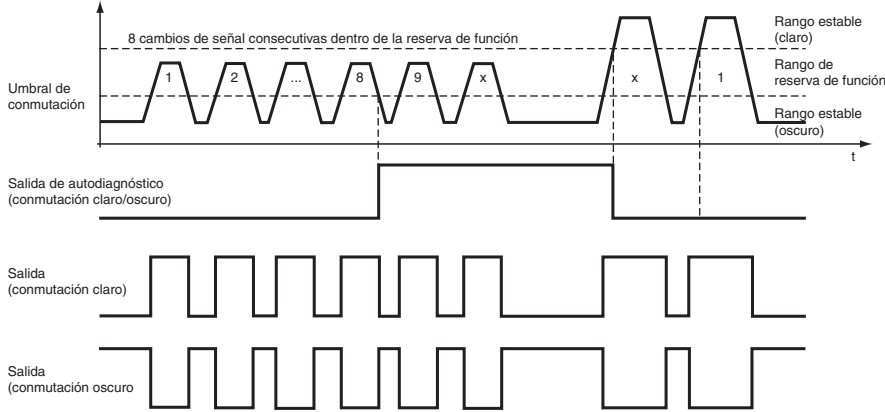 8 cambios de señal consecutivas dentro de la reserva de función
Rango estable
(claro)
Umbral de
conmutación
1
2
...
8
9
x
x
1
Rango de
reserva de función
Rango estable
(oscuro)
t
Salida de autodiagnóstico
(conmutación claro/oscuro)
Salida
(conmutación claro)
Salida
(conmutación oscuro